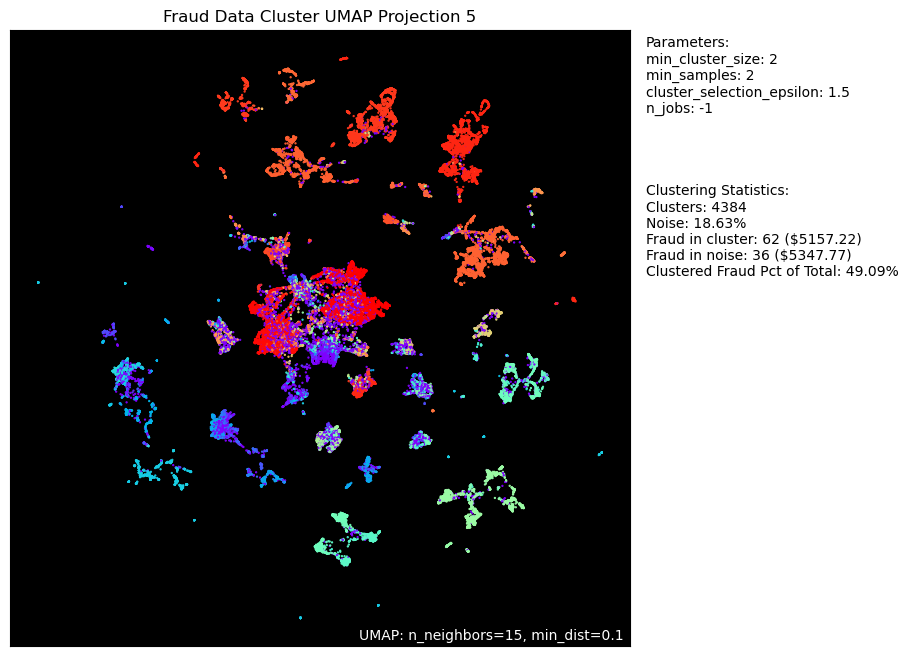 Fraud Data Cluster UMAP Projection 5
Parameters:
min_cluster_size: 2
min_samples: 2
cluster_selection_epsilon: 1.5
n_jobs: -1
Clustering Statistics:
Clusters: 4384
Noise: 18.63%
Fraud in cluster: 62 ($5157.22)
Fraud in noise: 36 ($5347.77)
Clustered Fraud Pct of Total: 49.09%
UMAP: n_neighbors=15, min_dist=0.1